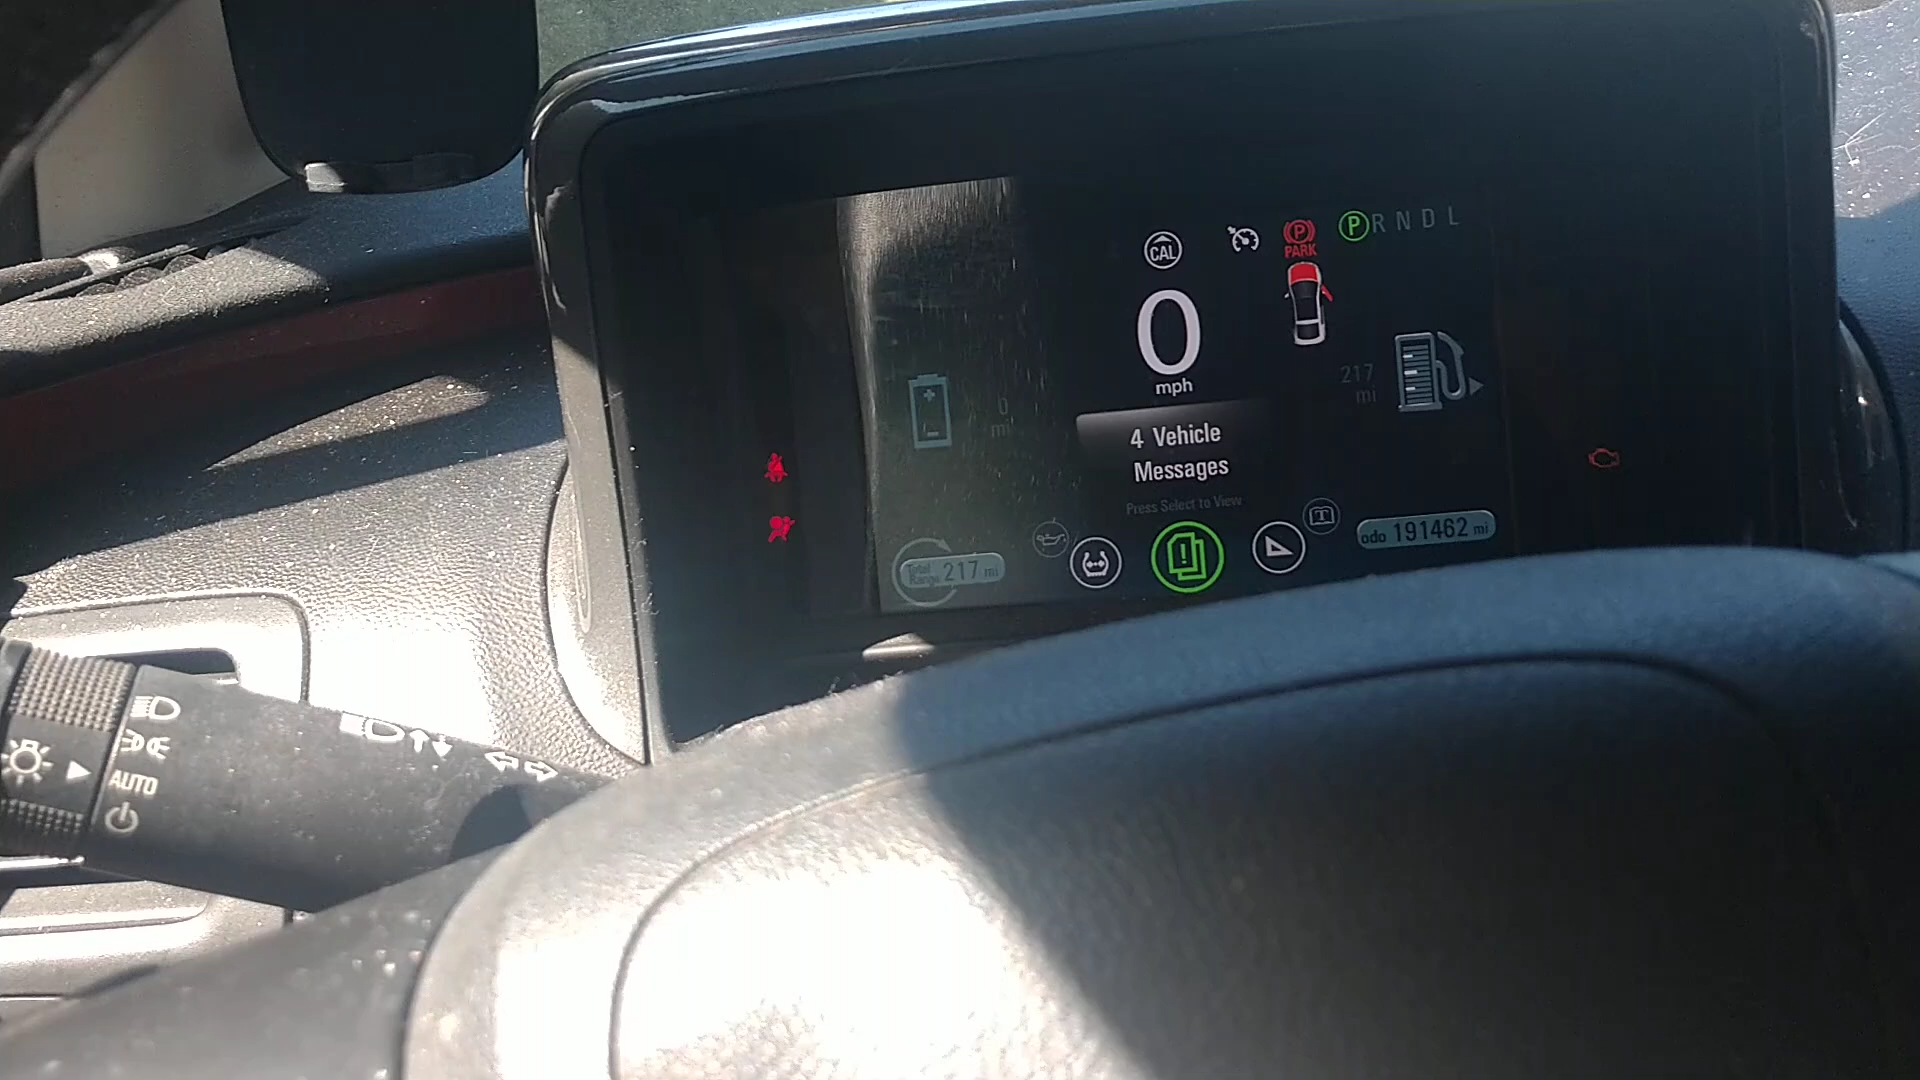 P R N D L
CAL
P
PARK
0
mph
217
mi
0
mi
4 Vehicle
Messages
Press Select to View
odo 191462 mi
Total
Range 217 mi
AUTO